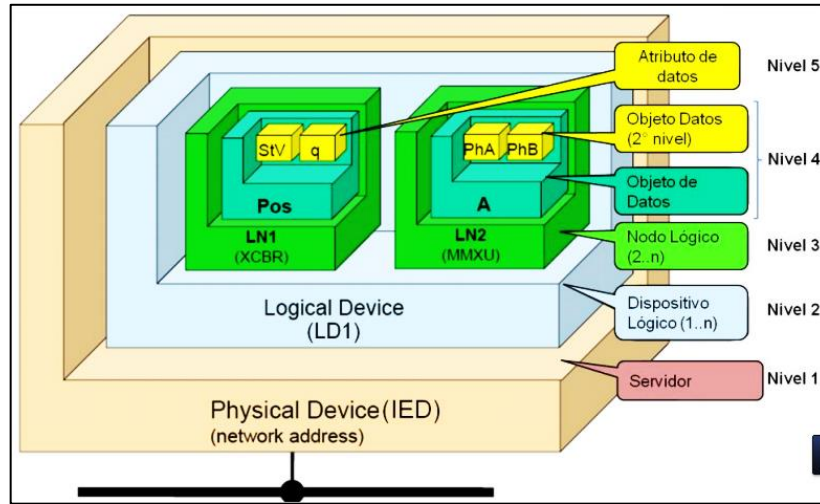 StV
q
Pos
LN1
(XCBR)
PhA
PhB
A
LN2
(MMXU)
Logical Device
(LD1)
Physical Device(IED)
(network address)
Atributo de
datos
Nivel 5
Objeto Datos
(2° nivel)
Nivel 4
Objeto de
Datos
Nodo Lógico
(2..n)
Nivel 3
Dispositivo
Lógico (1..n)
Nivel 2
Servidor
Nivel 1